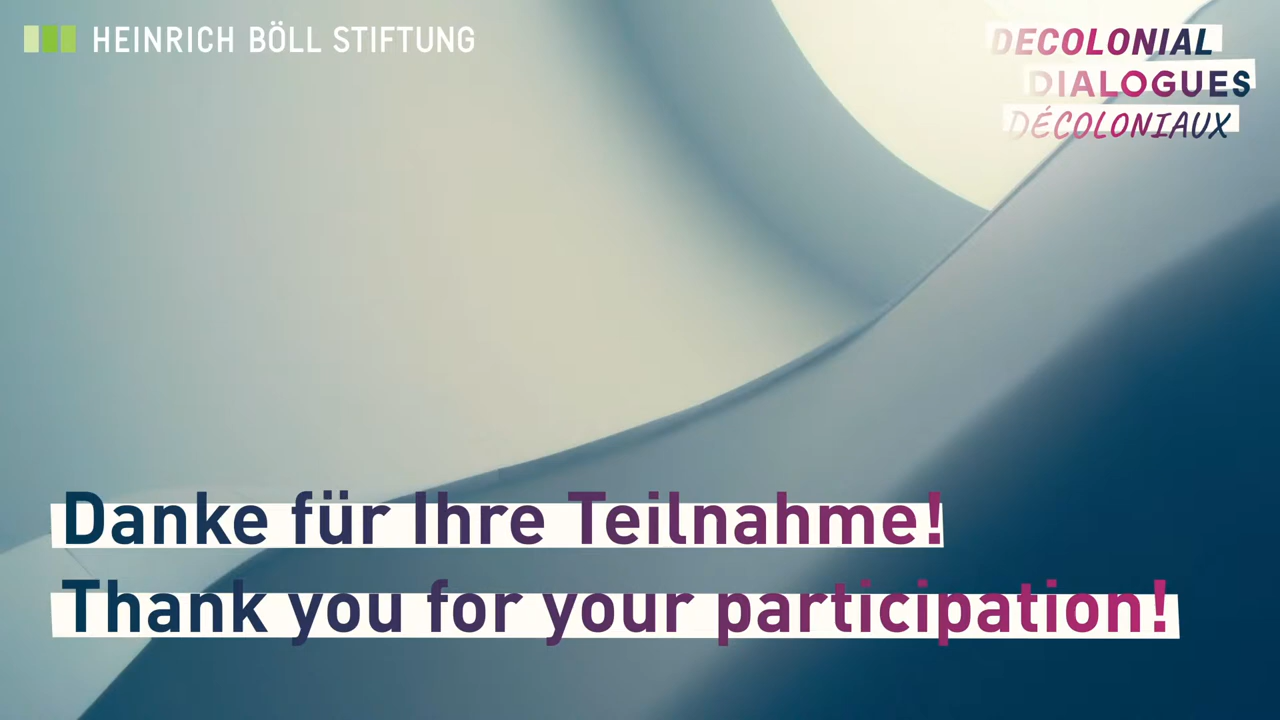 HEINRICH BÖLL STIFTUNG
DECOLONIAL
DIALOGUES
DÉCOLONIAUX
Danke für Ihre Teilnahme!
Thank you for your participation!